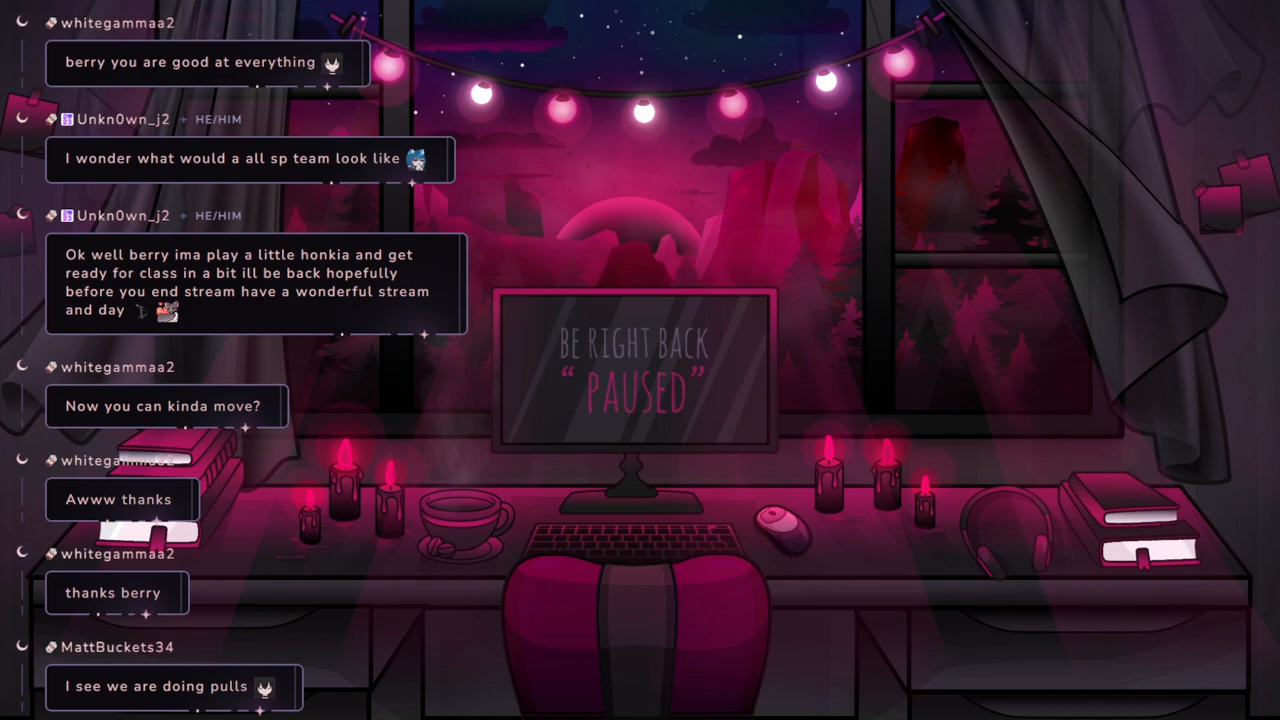 whitegammaa2
berry you are good at everything
Unkn0wn_j2 HE/HIM
I wonder what would a all sp team look like
Unkn0wn_j2 HE/HIM
Ok well berry ima play a little honkia and get
ready for class in a bit ill be back hopefully
before you end stream have a wonderful stream
and day
whitegammaa2
Now you can kinda move?
whitegammaa2
Awww thanks
whitegammaa2
thanks berry
MattBuckets34
I see we are doing pulls
BE RIGHT BACK
“ PAUSED”